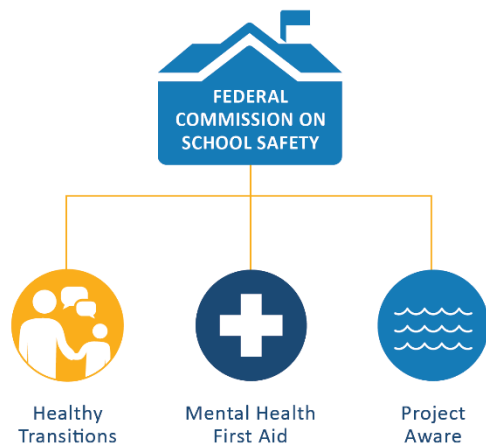 FEDERAL
COMMISSION ON
SCHOOL SAFETY
Healthy
Transitions
Mental Health
First Aid
Project
Aware